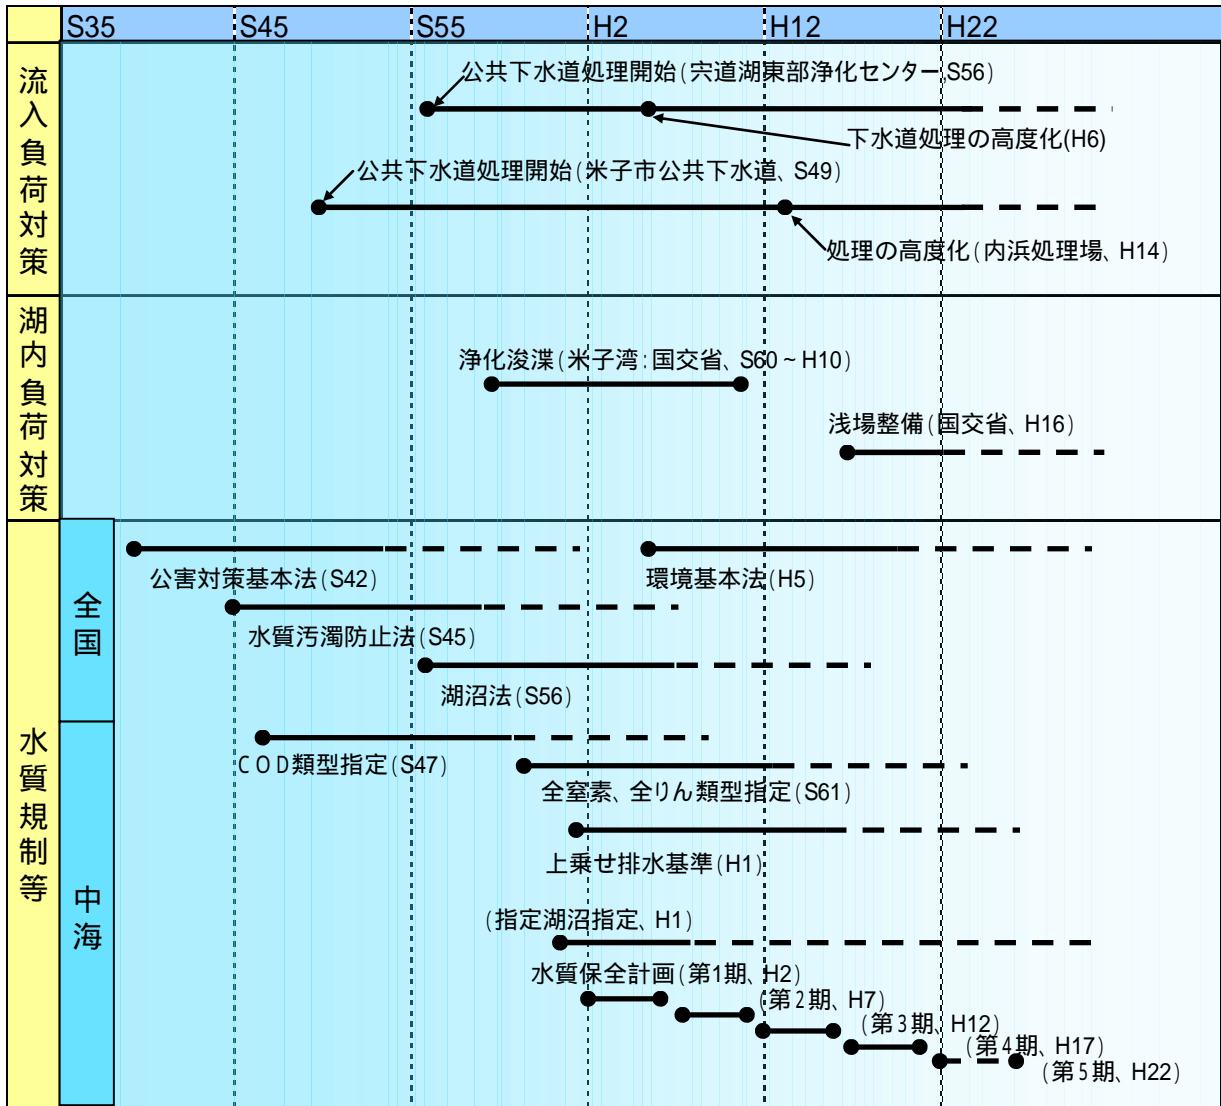 S35 S45 S55 H2 H12 H22
流入負荷対策
公共下水道処理開始(宍道湖東部浄化センター,S56)
下水道処理の高度化(H6)
公共下水道処理開始(米子市公共下水道、S49)
処理の高度化(内浜処理場、H14)
湖内負荷対策
浄化浚渫(米子湾:国交省、S60~H10)
浅場整備(国交省、H16)
水質規制等
全国
公害対策基本法(S42)
環境基本法(H5)
水質汚濁防止法(S45)
湖沼法(S56)
中海
COD類型指定(S47)
全窒素、全りん類型指定(S61)
上乗せ排水基準(H1)
(指定湖沼指定、H1)
水質保全計画(第1期、H2)
(第2期、H7)
(第3期、H12)
(第4期、H17)
(第5期、H22)